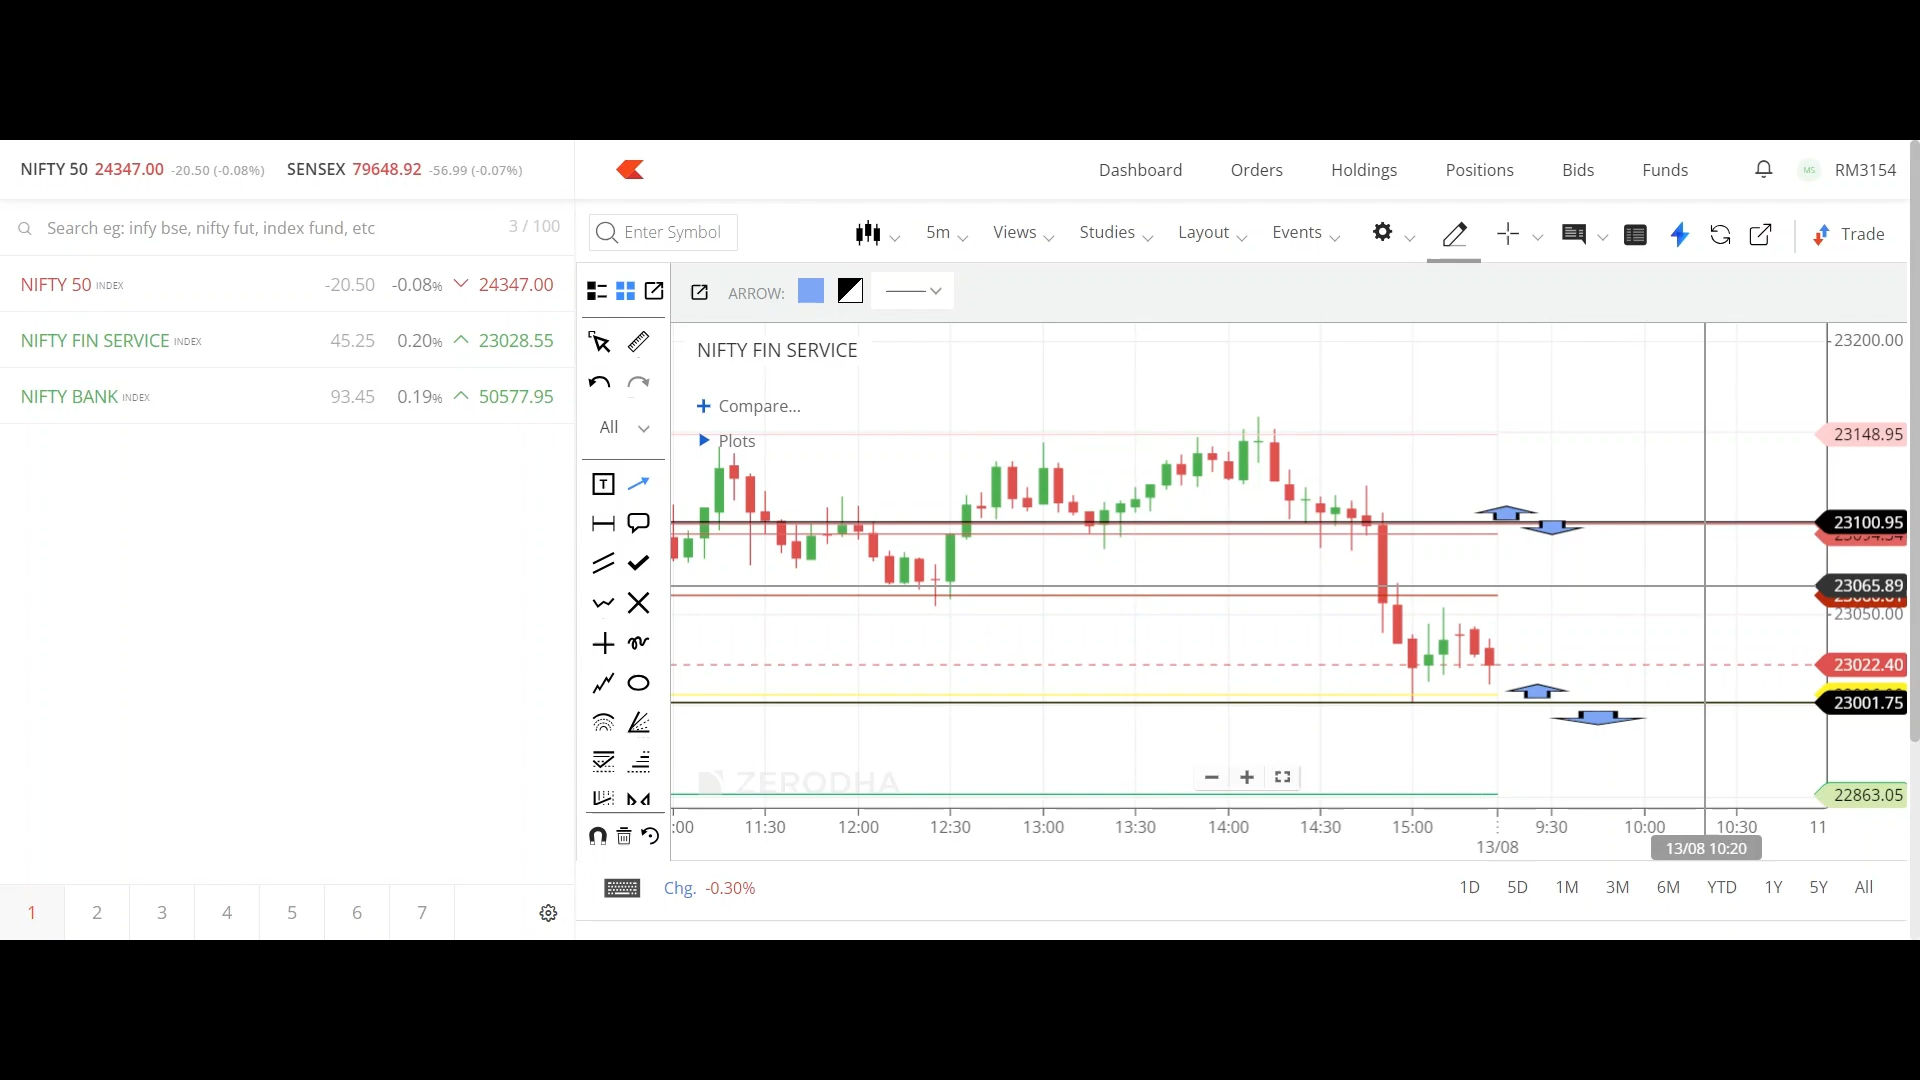 NIFTY 50 24347.00 -20.50 (-0.08%) SENSEX 79648.92 -56.99 (-0.07%)
Dashboard Orders Holdings Positions Bids Funds MS RM3154
Search eg: infy bse, nifty fut, index fund, etc 3 / 100
Enter Symbol 5m Views Studies Layout Events Trade
NIFTY 50 INDEX -20.50 -0.08% 24347.00
NIFTY FIN SERVICE INDEX 45.25 0.20% 23028.55
NIFTY BANK INDEX 93.45 0.19% 50577.95
ARROW:
All
T
NIFTY FIN SERVICE
Compare...
Plots
23200.00
23148.95
23100.95
23065.89
23050.00
23022.40
23001.75
22863.05
ZERODHA
:00 11:30 12:00 12:30 13:00 13:30 14:00 14:30 15:00 9:30 10:00 10:30 11
13/08 13/08 10:20
Chg. -0.30% 1D 5D 1M 3M 6M YTD 1Y 5Y All
1 2 3 4 5 6 7